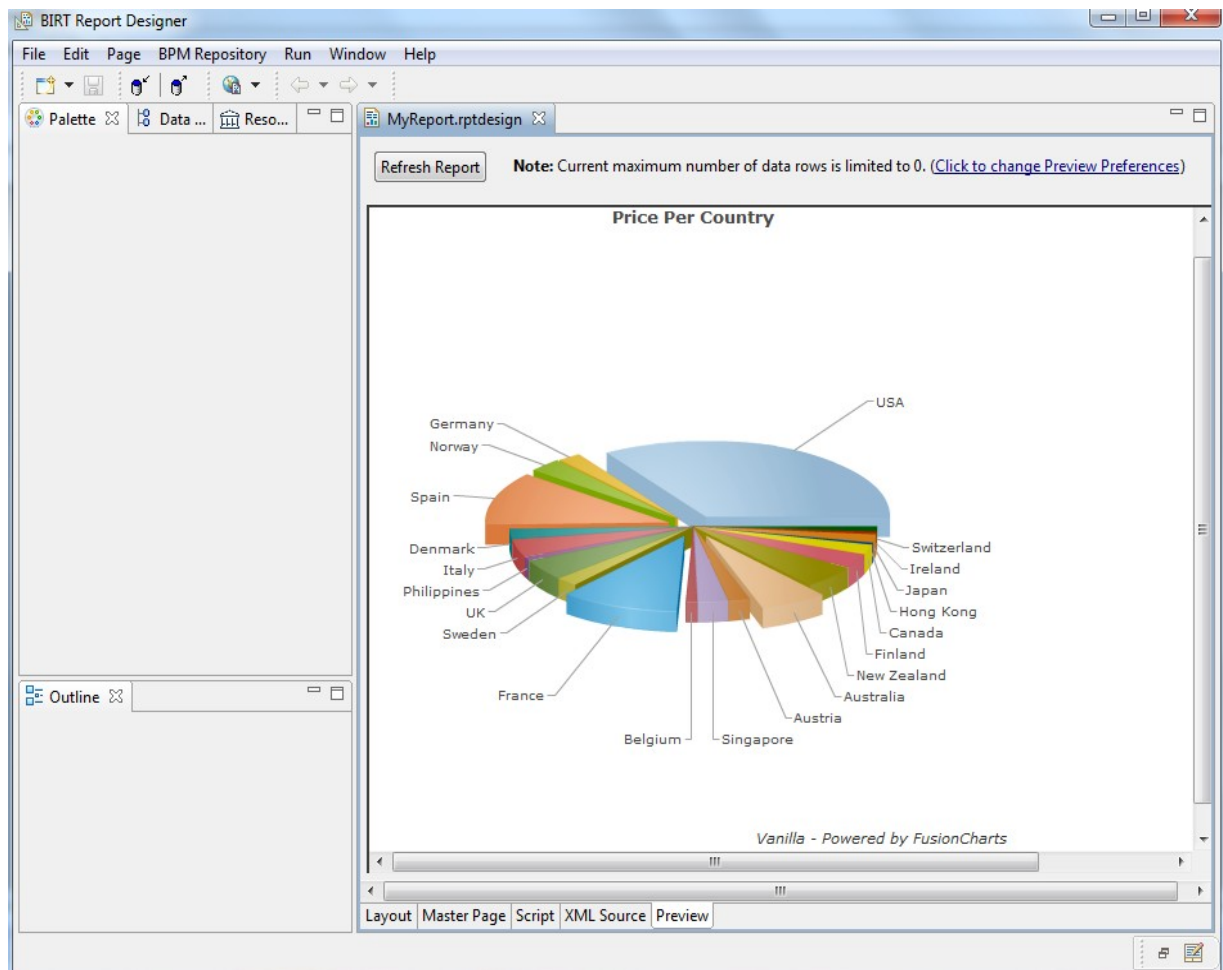 BIRT Report Designer
File Edit Page BPM Repository Run Window Help
Palette Data ... Reso...
MyReport.rptdesign
Refresh Report Note: Current maximum number of data rows is limited to 0. (Click to change Preview Preferences)
Price Per Country
USA
Germany
Norway
Spain
Denmark
Italy
Philippines
UK
Sweden
France
Belgium
Singapore
Austria
Australia
New Zealand
Finland
Canada
Hong Kong
Japan
Ireland
Switzerland
Vanilla - Powered by FusionCharts
Outline
Layout Master Page Script XML Source Preview